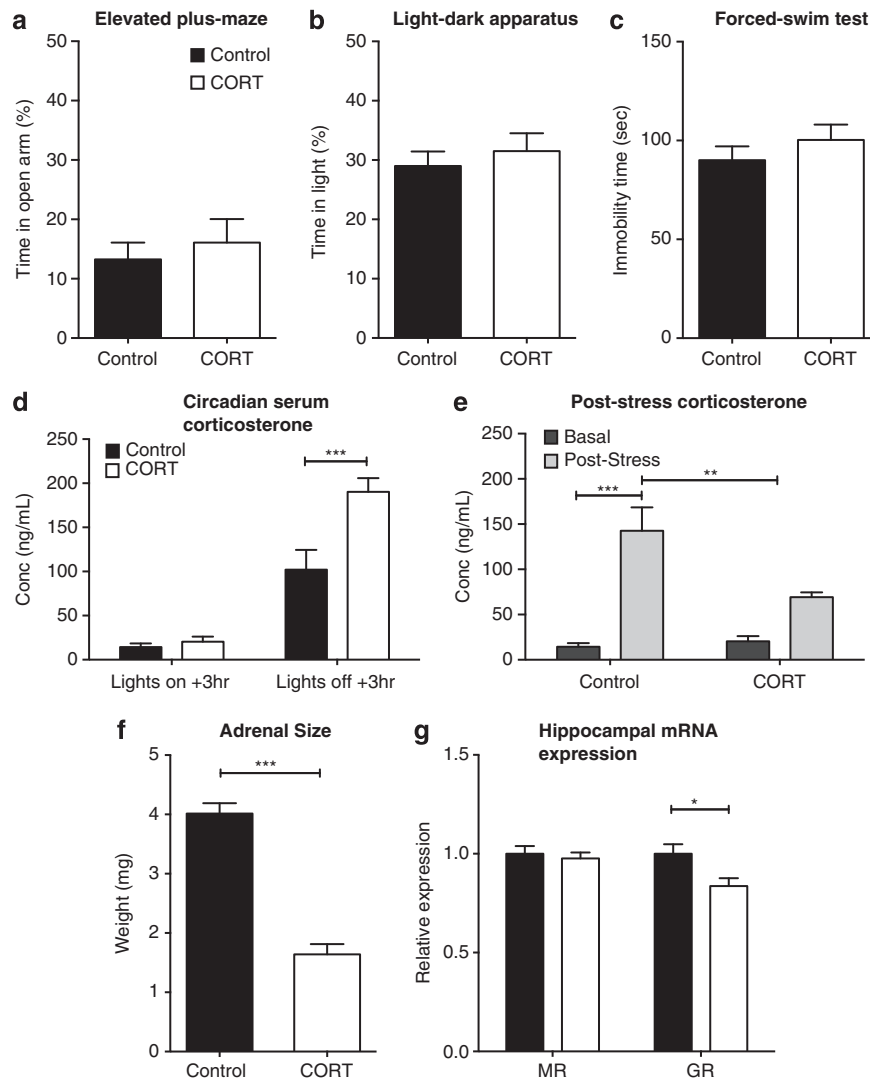 a Elevated plus-maze
50
40
30
20
10
0
Time in open arm (%)
Control
CORT
Control CORT
b Light-dark apparatus
50
40
30
20
10
0
Time in light (%)
Control CORT
c Forced-swim test
150
100
50
0
Immobility time (sec)
Control CORT
d Circadian serum
corticosterone
250
200
150
100
50
0
Conc (ng/mL)
Control
CORT
***
Lights on +3hr Lights off +3hr
e Post-stress corticosterone
250
200
150
100
50
0
Conc (ng/mL)
Basal
Post-Stress
***
**
Control CORT
f Adrenal Size
5
4
3
2
1
0
Weight (mg)
***
Control CORT
g Hippocampal mRNA
expression
1.5
1.0
0.5
0.0
Relative expression
*
MR GR